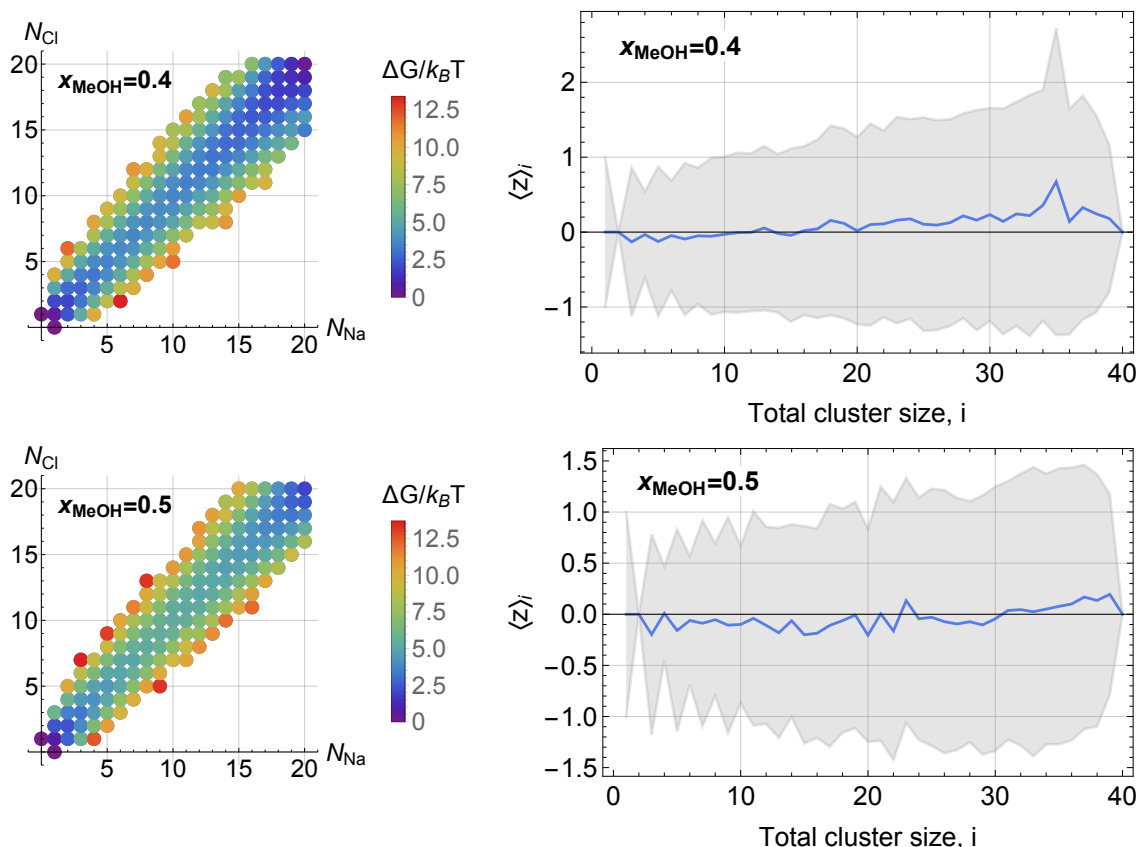 N_Cl
x_MeOH=0.4
20
15
10
5
5 10 15 20
N_Na
ΔG/k_BT
12.5
10.0
7.5
5.0
2.5
0
x_MeOH=0.4
⟨z⟩_i
2
1
0
−1
0 10 20 30 40
Total cluster size, i
N_Cl
x_MeOH=0.5
20
15
10
5
5 10 15 20
N_Na
ΔG/k_BT
12.5
10.0
7.5
5.0
2.5
0
x_MeOH=0.5
⟨z⟩_i
1.5
1.0
0.5
0.0
−0.5
−1.0
−1.5
0 10 20 30 40
Total cluster size, i